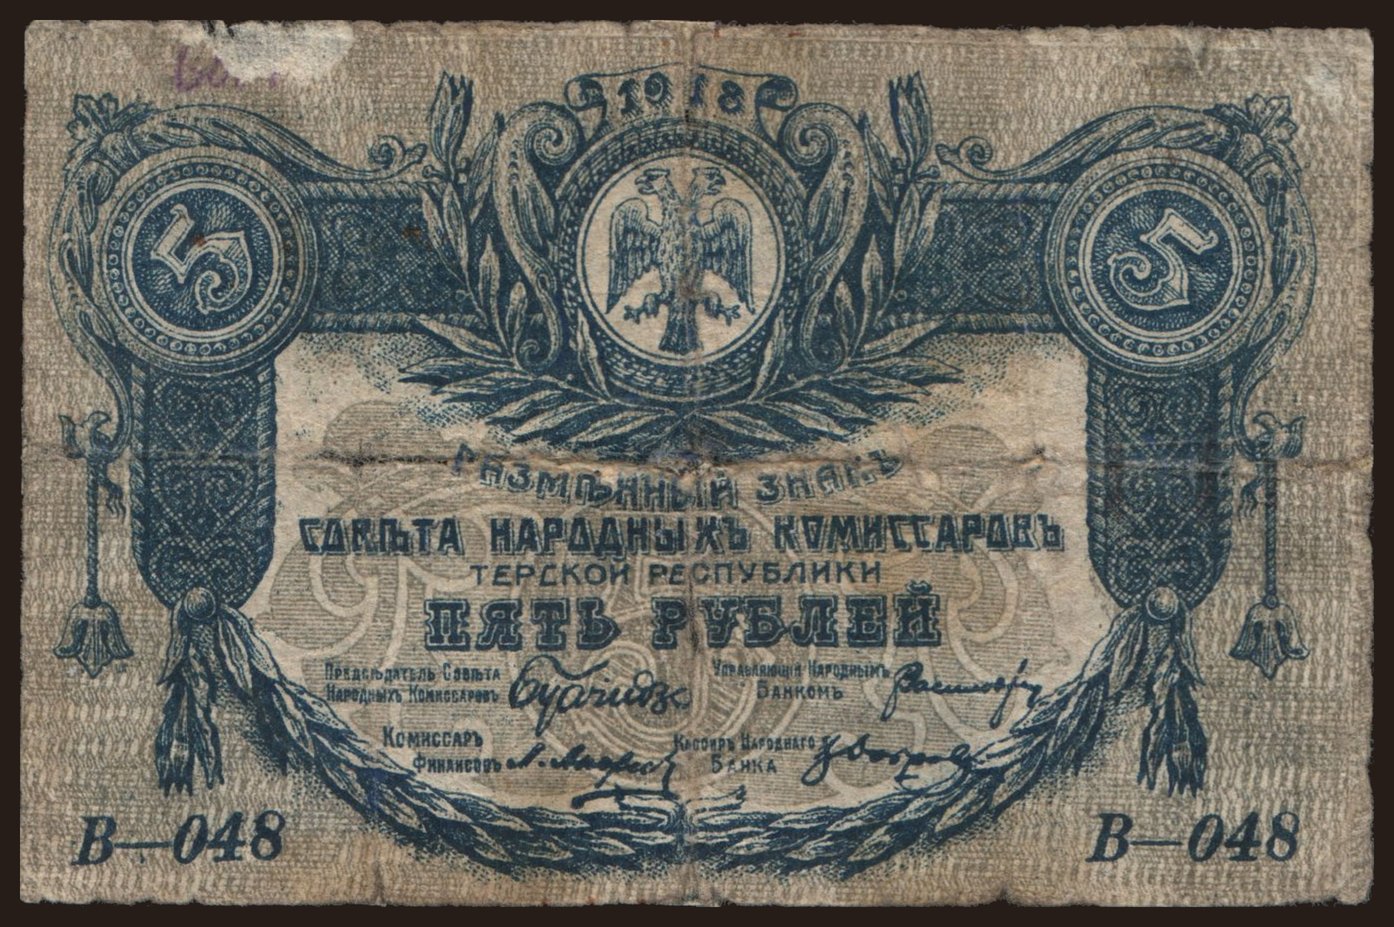 1918
5 5
РАЗМѢННЫЙ ЗНАКЪ
СОВѢТА НАРОДНЫХЪ КОМИССАРОВЪ
ТЕРСКОЙ РЕСПУБЛИКИ
ПЯТЬ РУБЛЕЙ
ПРЕДСѢДАТЕЛЬ СОВѢТА
НАРОДНЫХЪ КОМИССАРОВЪ
УПРАВЛЯЮЩІЙ НАРОДНЫМЪ
БАНКОМЪ
КОМИССАРЪ
ФИНАНСОВЪ
КАССИРЪ НАРОДНАГО
БАНКА
В—048 В—048